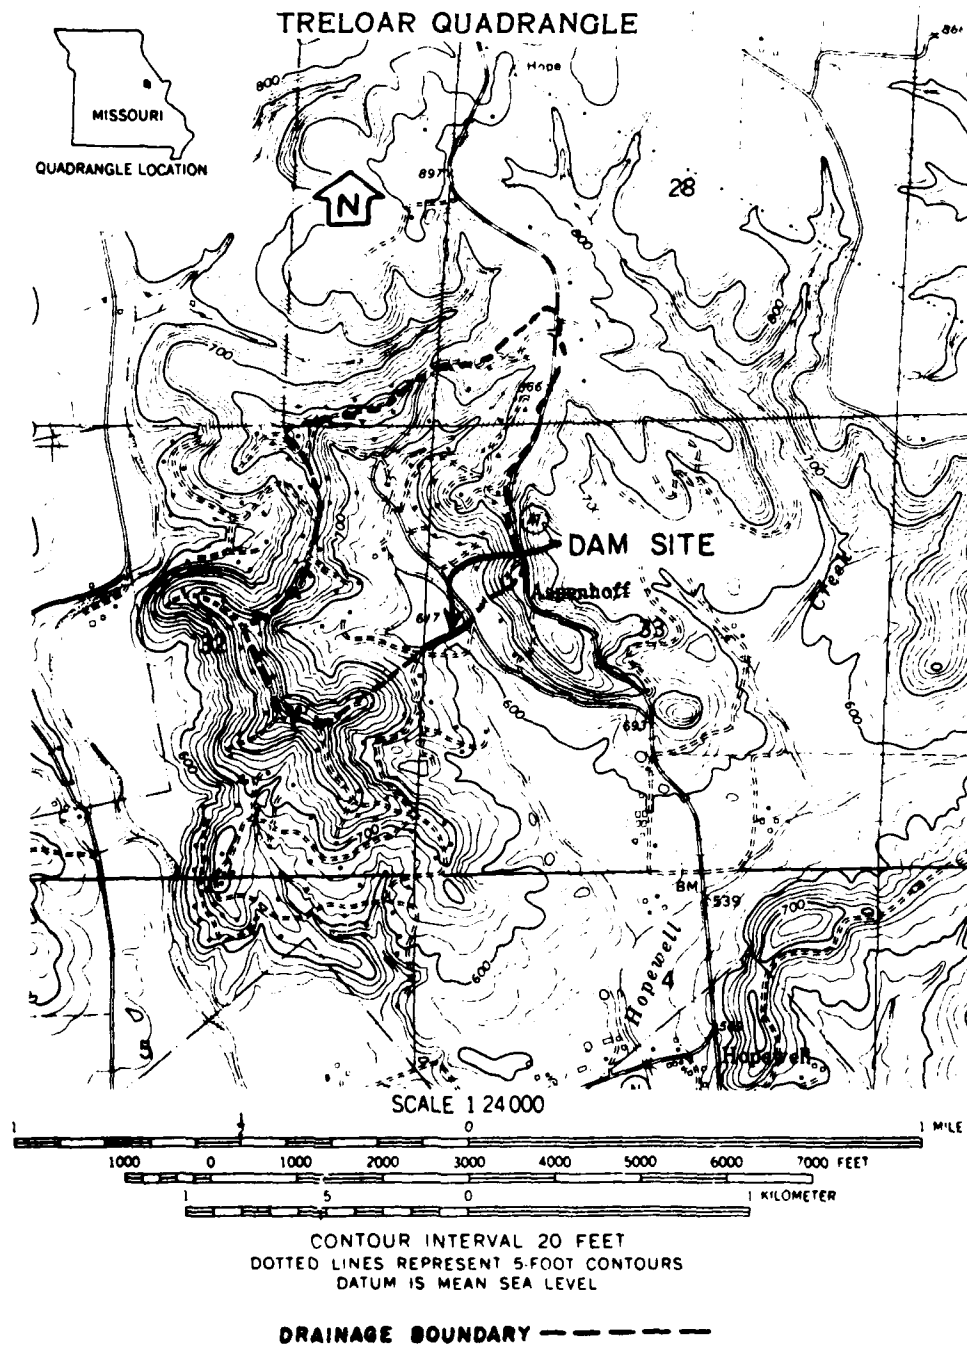 TRELOAR QUADRANGLE
MISSOURI
QUADRANGLE LOCATION
Hope
800
897
N
28
800
800
700
866
700
DAM SITE
Aspenhoff
617
33
32
Creek
600
600
693
600
700
BM
539
700
600
Hopewell
4
5
Hopewell
SCALE 1 24000
1 0 1 MILE
1000 0 1000 2000 3000 4000 5000 6000 7000 FEET
1 5 0 1 KILOMETER
CONTOUR INTERVAL 20 FEET
DOTTED LINES REPRESENT 5-FOOT CONTOURS
DATUM IS MEAN SEA LEVEL
DRAINAGE BOUNDARY